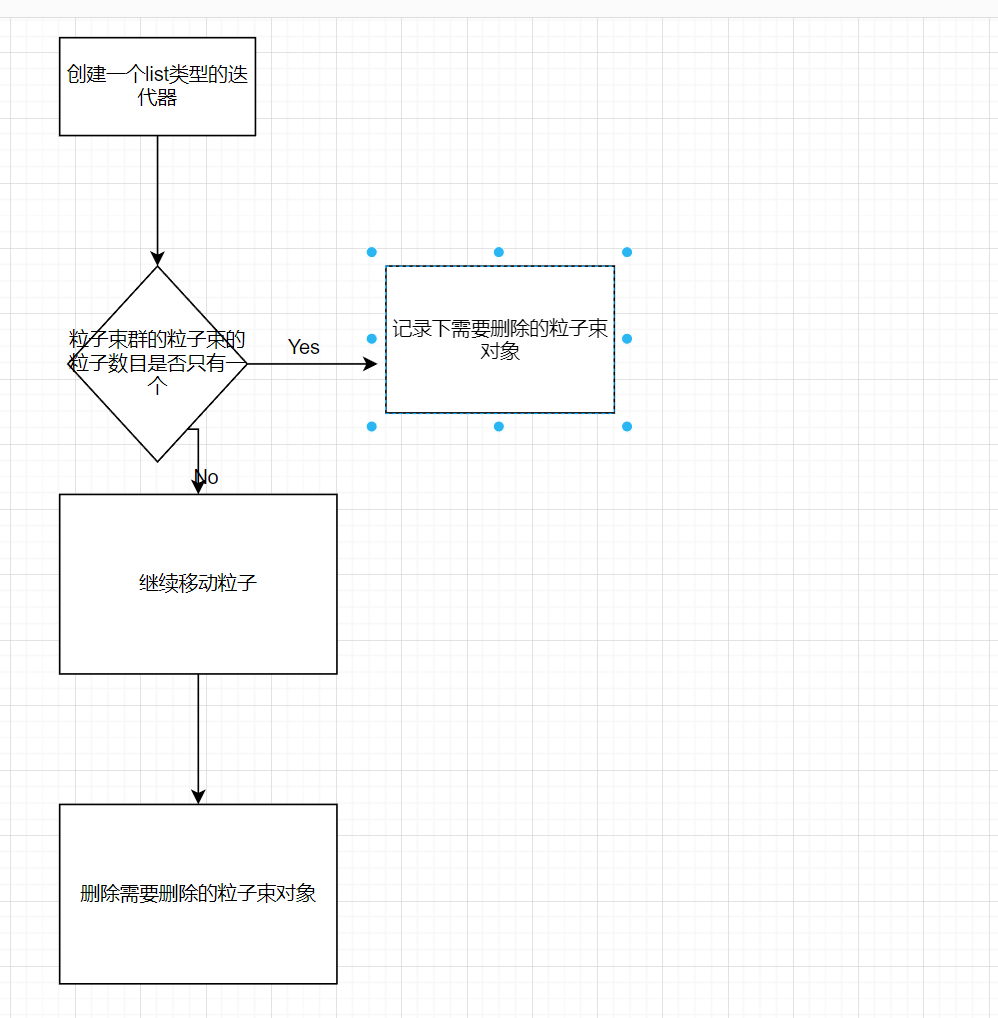 创建一个list类型的迭
代器
粒子束群的粒子束的
粒子数目是否只有一
个
Yes
记录下需要删除的粒子束
对象
No
继续移动粒子
删除需要删除的粒子束对象